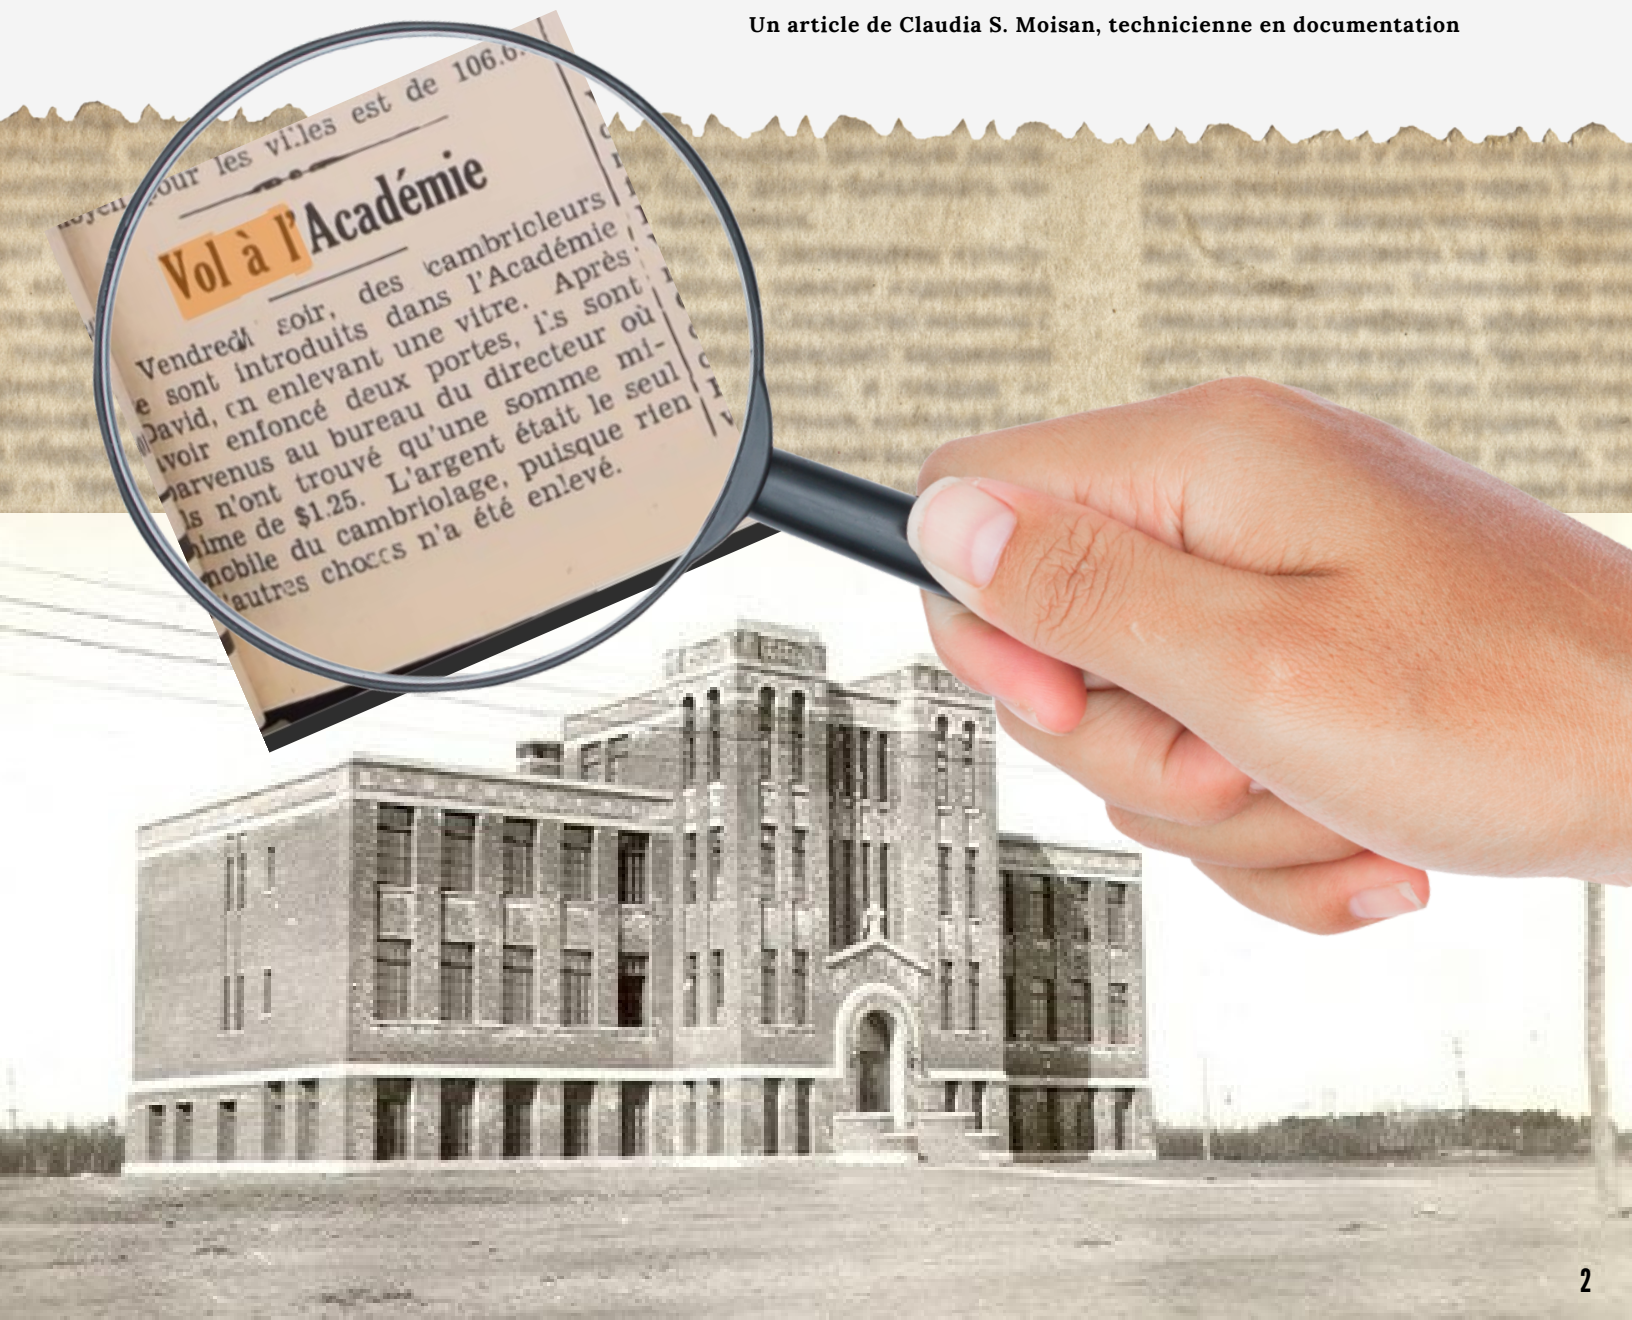 Un article de Claudia S. Moisan, technicienne en documentation
pour les villes est de 106.6.
Vol à l'Académie
Vendredi soir, des cambrioleurs
e sont introduits dans l'Académie
David, en enlevant une vitre. Après
avoir enfoncé deux portes, ils sont
parvenus au bureau du directeur où
ls n'ont trouvé qu'une somme mi-
nime de $1.25. L'argent était le seul
mobile du cambriolage, puisque rien
d'autres choses n'a été enlevé.
2